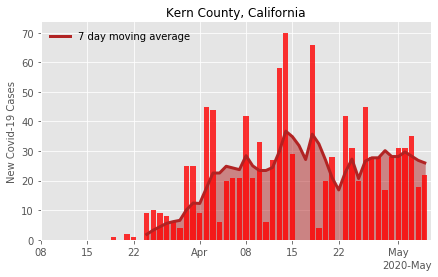 Kern County, California
7 day moving average
New Covid-19 Cases
70
60
50
40
30
20
10
0
08 15 22 Apr 08 15 22 May
2020-May